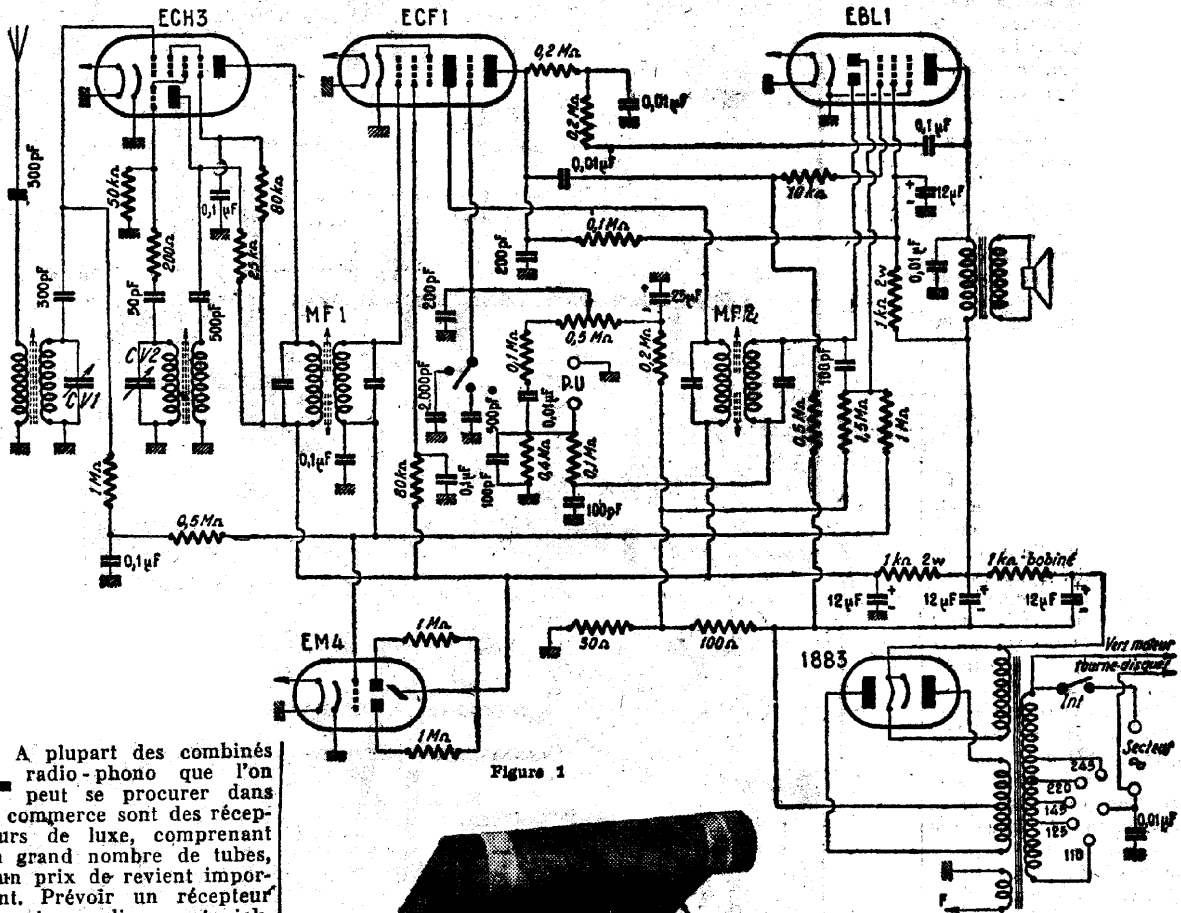 ECH3
ECF1
EBL1
500pF
300pF
50kΩ
200Ω
50pF
0,1µF
500pF
25kΩ
80kΩ
CV1
CV2
1MΩ
0,5MΩ
0,1µF
MF1
0,1µF
0,2MΩ
0,01µF
0,2MΩ
0,01µF
0,1µF
10kΩ
12µF
0,1MΩ
200pF
200pF
25µF
0,5MΩ
0,1MΩ
P.U
0,2MΩ
2.000pF
500pF
0,01µF
80kΩ
0,1µF
100pF
0,1MΩ
100pF
MF2
100pF
0,5MΩ
1MΩ
1kΩ 2w
0,01µF
1kΩ 2w
1kΩ bobiné
12µF
12µF
12µF
50Ω
100Ω
EM4
1MΩ
1MΩ
1883
Vers moteur
tourne-disques
Int
Secteur
245
220
145
125
110
0,01µF
F
Figure 1
A plupart des combinés
radio-phono que l'on
peut se procurer dans
commerce sont des récep-
urs de luxe, comprenant
n grand nombre de tubes,
un prix de revient impor-
nt. Prévoir un récepteur